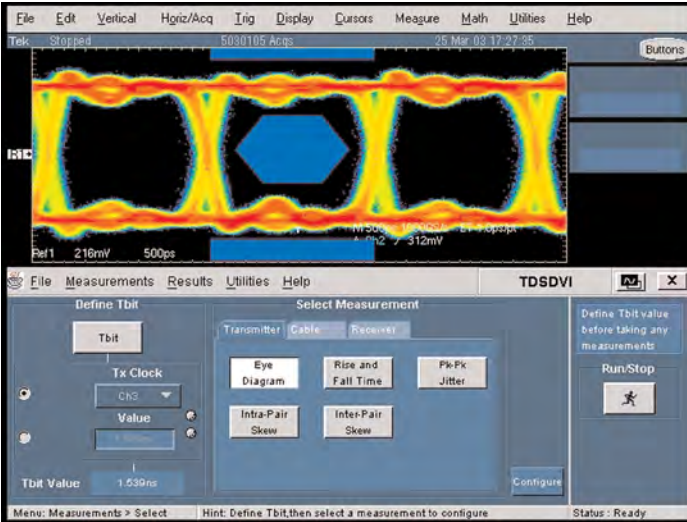 File Edit Vertical Horiz/Acq Trig Display Cursors Measure Math Utilities Help
Tek Stopped 5030105 Acqs 25 Mar 03 17:27:35
Buttons
R1
312mV
Ref1 216mV 500ps
File Measurements Results Utilities Help TDSDVI X
Define Tbit
Tbit
Tx Clock
Ch3
Value
Tbit Value 1.539ns
Select Measurement
Transmitter Cable Receiver
Eye Diagram
Rise and Fall Time
Pk-Pk Jitter
Intra-Pair Skew
Inter-Pair Skew
Configure
Define Tbit value
before taking any
measurements
Run/Stop
Menu: Measurements > Select Hint: Define Tbit,then select a measurement to configure Status : Ready